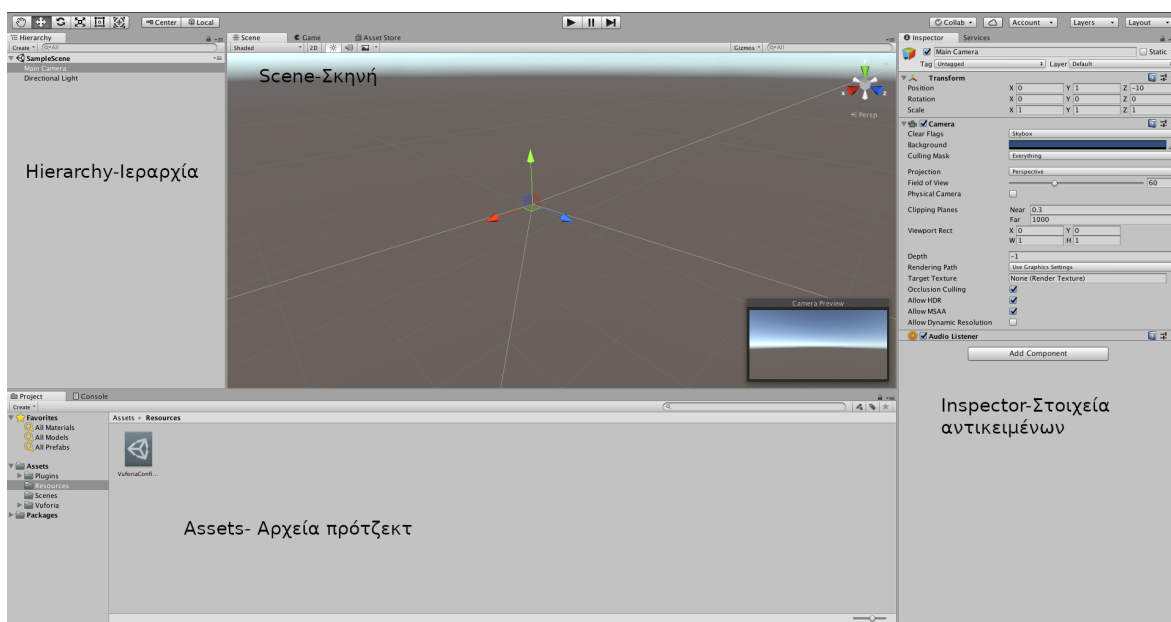 Center Local
Collab Account Layers Layout
Hierarchy
Create All
SampleScene
Main Camera
Directional Light
Hierarchy-Ιεραρχία
Scene Game Asset Store
Shaded 2D Gizmos All
Scene-Σκηνή
y
x z
Persp
Camera Preview
Inspector Services
Main Camera Static
Tag Untagged Layer Default
Transform
Position X 0 Y 1 Z -10
Rotation X 0 Y 0 Z 0
Scale X 1 Y 1 Z 1
Camera
Clear Flags Skybox
Background
Culling Mask Everything
Projection Perspective
Field of View 60
Physical Camera
Clipping Planes Near 0.3
Far 1000
Viewport Rect X 0 Y 0
W 1 H 1
Depth -1
Rendering Path Use Graphics Settings
Target Texture None (Render Texture)
Occlusion Culling
Allow HDR
Allow MSAA
Allow Dynamic Resolution
Audio Listener
Add Component
Inspector-Στοιχεία
αντικειμένων
Project Console
Create
Favorites
All Materials
All Models
All Prefabs
Assets
Plugins
Resources
Scenes
Vuforia
Packages
Assets ▸ Resources
VuforiaConfi...
Assets- Αρχεία πρότζεκτ